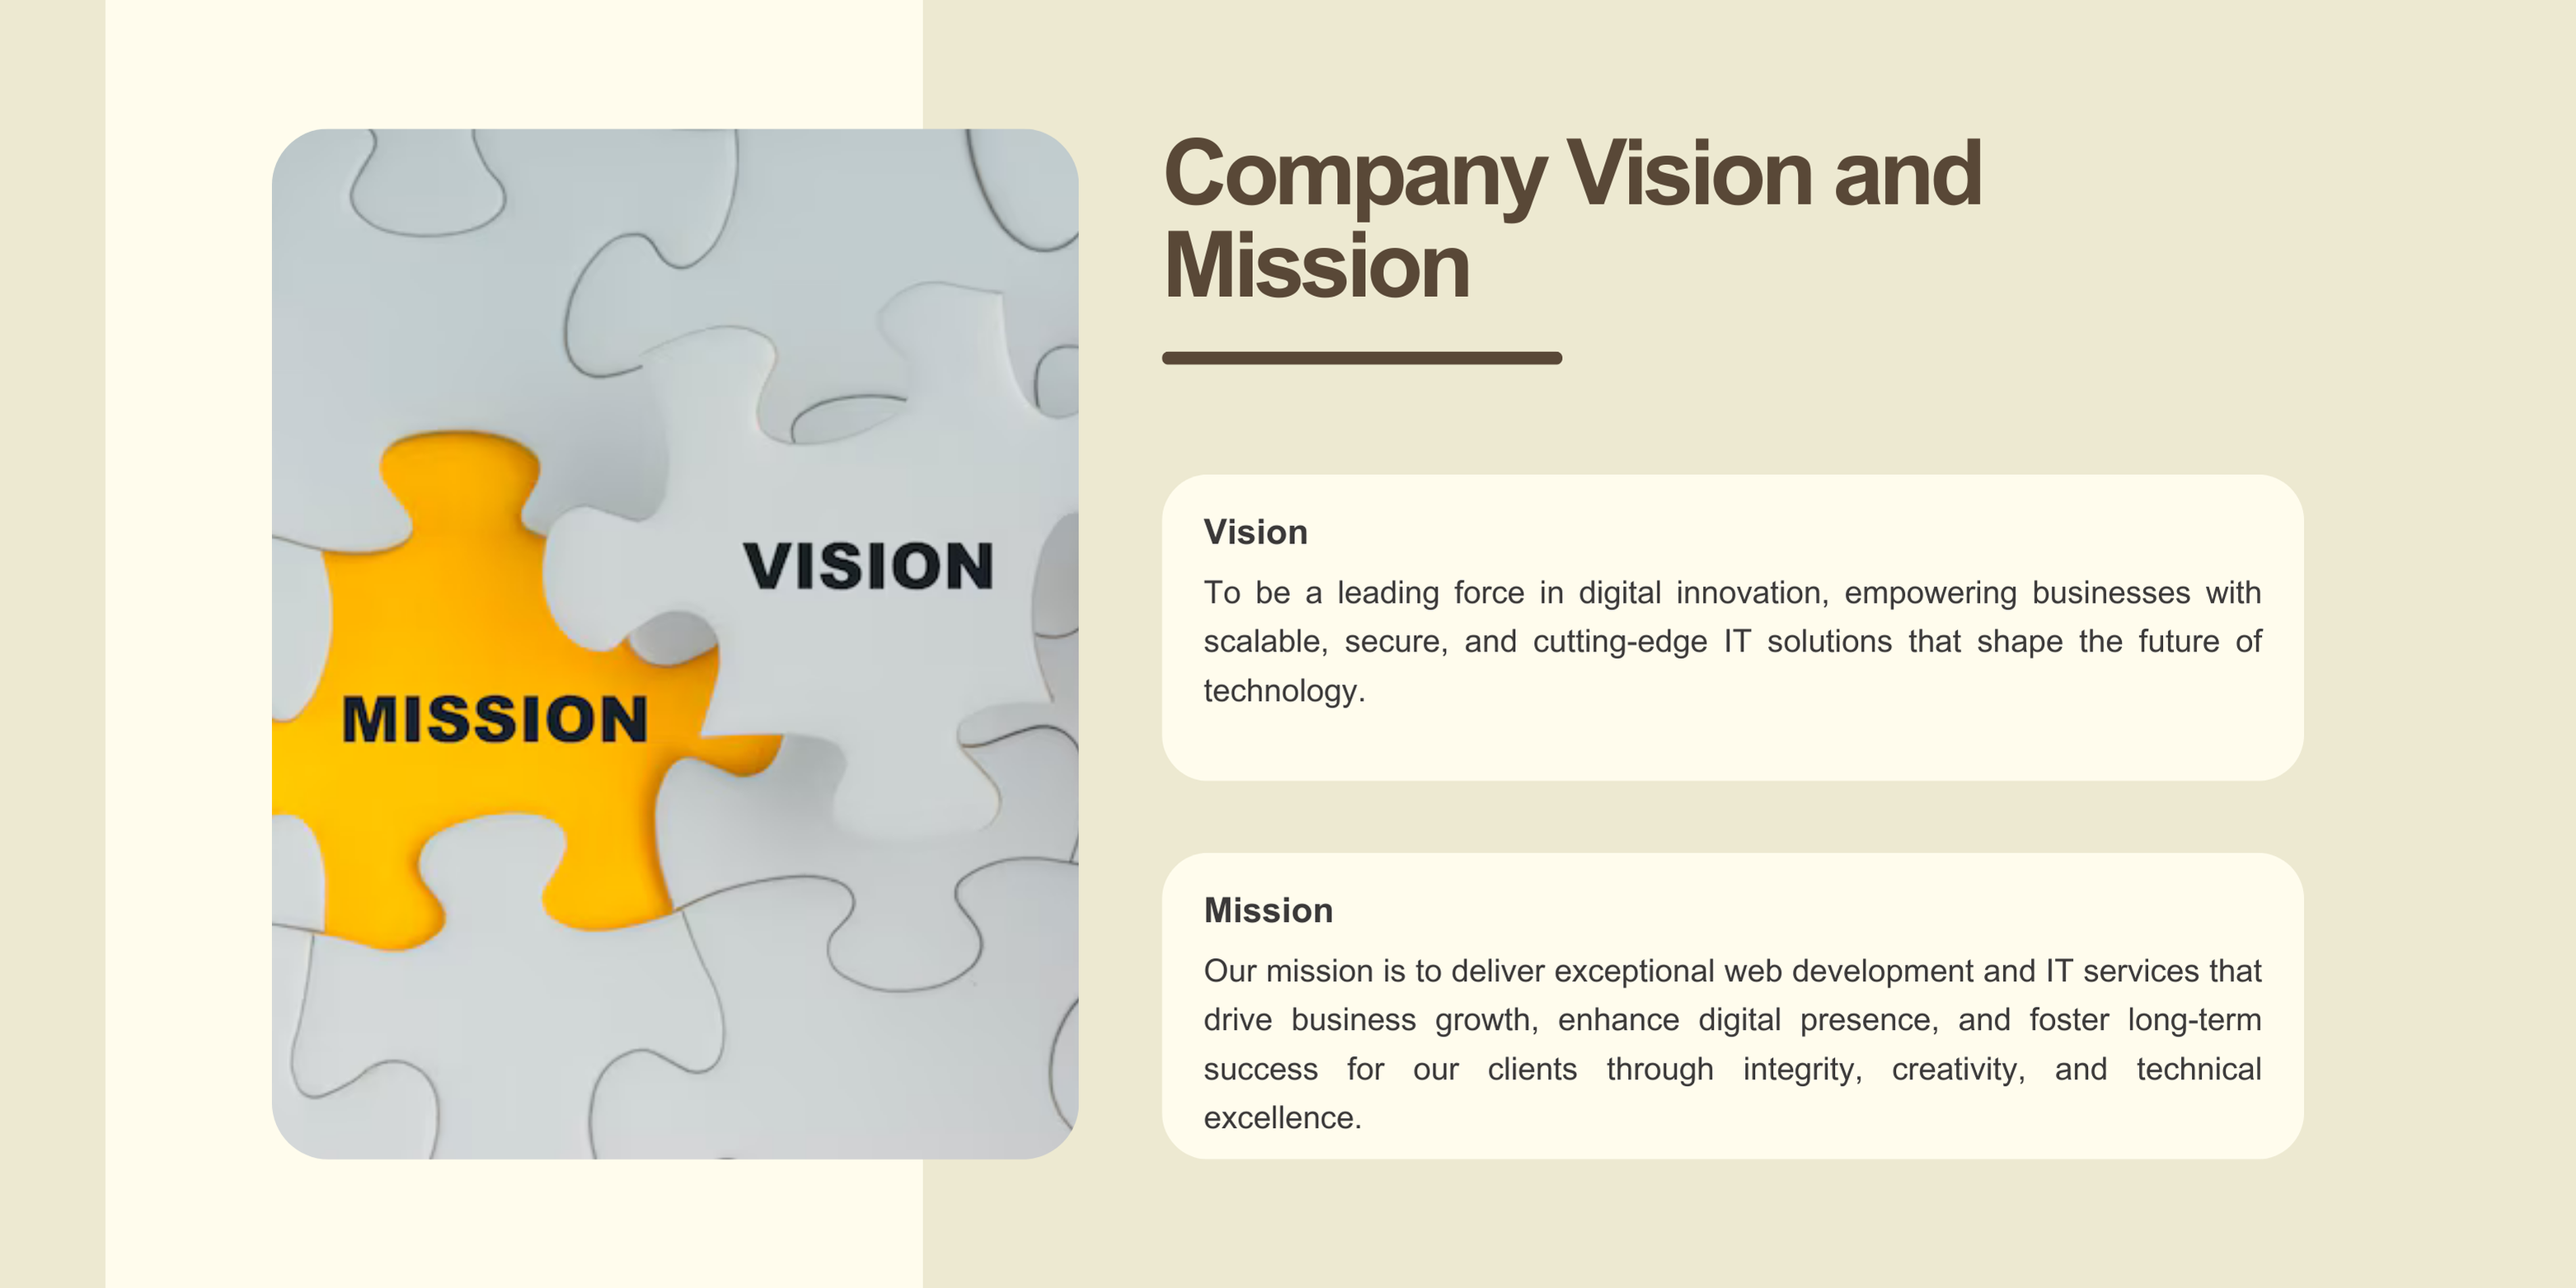 Company Vision and
Mission
VISION
MISSION
Vision
To be a leading force in digital innovation, empowering businesses with
scalable, secure, and cutting-edge IT solutions that shape the future of
technology.
Mission
Our mission is to deliver exceptional web development and IT services that
drive business growth, enhance digital presence, and foster long-term
success for our clients through integrity, creativity, and technical
excellence.